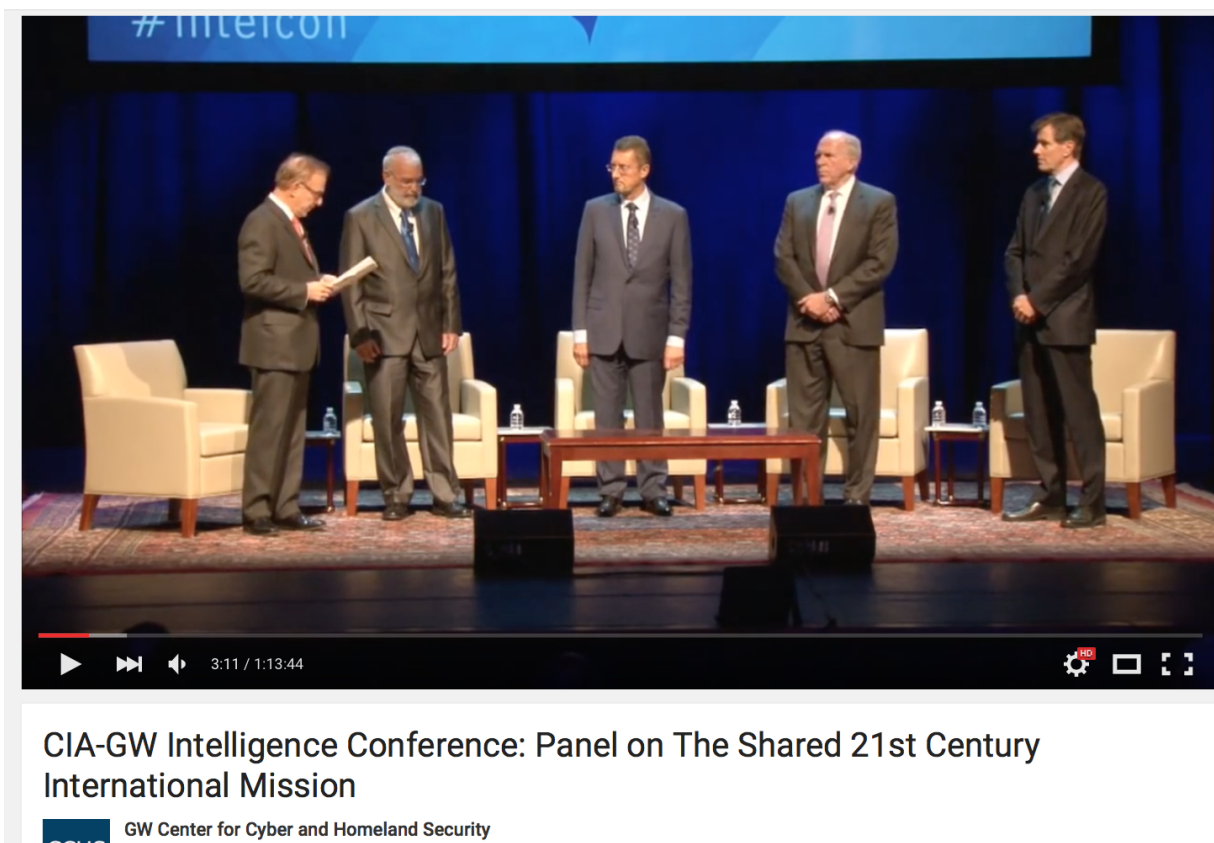 #intelcon
3:11 / 1:13:44
HD
CIA-GW Intelligence Conference: Panel on The Shared 21st Century
International Mission
GW Center for Cyber and Homeland Security
CCHS